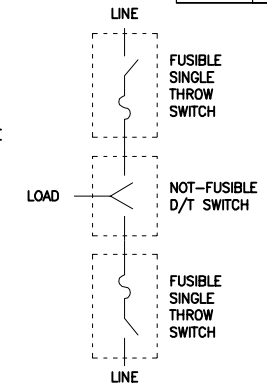 LINE
FUSIBLE
SINGLE
THROW
SWITCH
LOAD
NOT-FUSIBLE
D/T SWITCH
FUSIBLE
SINGLE
THROW
SWITCH
LINE